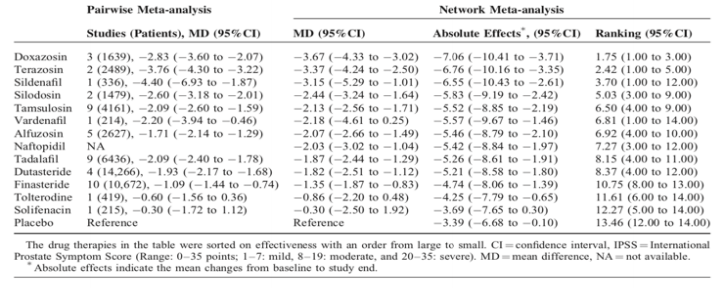 Pairwise Meta-analysis Network Meta-analysis
Studies (Patients), MD (95%CI) MD (95%CI) Absolute Effects*, (95%CI) Ranking (95%CI)
Doxazosin 3 (1639), −2.83 (−3.60 to −2.07) −3.67 (−4.33 to −3.02) −7.06 (−10.41 to −3.71) 1.75 (1.00 to 3.00)
Terazosin 2 (2489), −3.76 (−4.30 to −3.22) −3.37 (−4.24 to −2.50) −6.76 (−10.16 to −3.35) 2.42 (1.00 to 5.00)
Sildenafil 1 (336), −4.40 (−6.93 to −1.87) −3.15 (−5.29 to −1.01) −6.55 (−10.43 to −2.61) 3.70 (1.00 to 12.00)
Silodosin 2 (1479), −2.60 (−3.18 to −2.01) −2.44 (−3.24 to −1.64) −5.83 (−9.19 to −2.42) 5.03 (3.00 to 9.00)
Tamsulosin 9 (4161), −2.09 (−2.60 to −1.59) −2.13 (−2.56 to −1.71) −5.52 (−8.85 to −2.19) 6.50 (4.00 to 9.00)
Vardenafil 1 (214), −2.20 (−3.94 to −0.46) −2.18 (−4.61 to 0.25) −5.57 (−9.67 to −1.46) 6.81 (1.00 to 14.00)
Alfuzosin 5 (2627), −1.71 (−2.14 to −1.29) −2.07 (−2.66 to −1.49) −5.46 (−8.79 to −2.10) 6.92 (4.00 to 10.00)
Naftopidil NA −2.03 (−3.02 to −1.04) −5.42 (−8.84 to −1.97) 7.27 (3.00 to 12.00)
Tadalafil 9 (6436), −2.09 (−2.40 to −1.78) −1.87 (−2.44 to −1.29) −5.26 (−8.61 to −1.91) 8.15 (4.00 to 11.00)
Dutasteride 4 (14,266), −1.93 (−2.17 to −1.68) −1.82 (−2.51 to −1.12) −5.21 (−8.58 to −1.80) 8.37 (4.00 to 12.00)
Finasteride 10 (10,672), −1.09 (−1.44 to −0.74) −1.35 (−1.87 to −0.83) −4.74 (−8.06 to −1.39) 10.75 (8.00 to 13.00)
Tolterodine 1 (419), −0.60 (−1.56 to 0.36) −0.86 (−2.20 to 0.48) −4.25 (−7.79 to −0.65) 11.61 (6.00 to 14.00)
Solifenacin 1 (215), −0.30 (−1.72 to 1.12) −0.30 (−2.50 to 1.92) −3.69 (−7.65 to 0.30) 12.27 (5.00 to 14.00)
Placebo Reference Reference −3.39 (−6.68 to −0.10) 13.46 (12.00 to 14.00)
The drug therapies in the table were sorted on effectiveness with an order from large to small. CI = confidence interval, IPSS = International
Prostate Symptom Score (Range: 0–35 points; 1–7: mild, 8–19: moderate, and 20–35: severe). MD = mean difference, NA = not available.
*Absolute effects indicate the mean changes from baseline to study end.